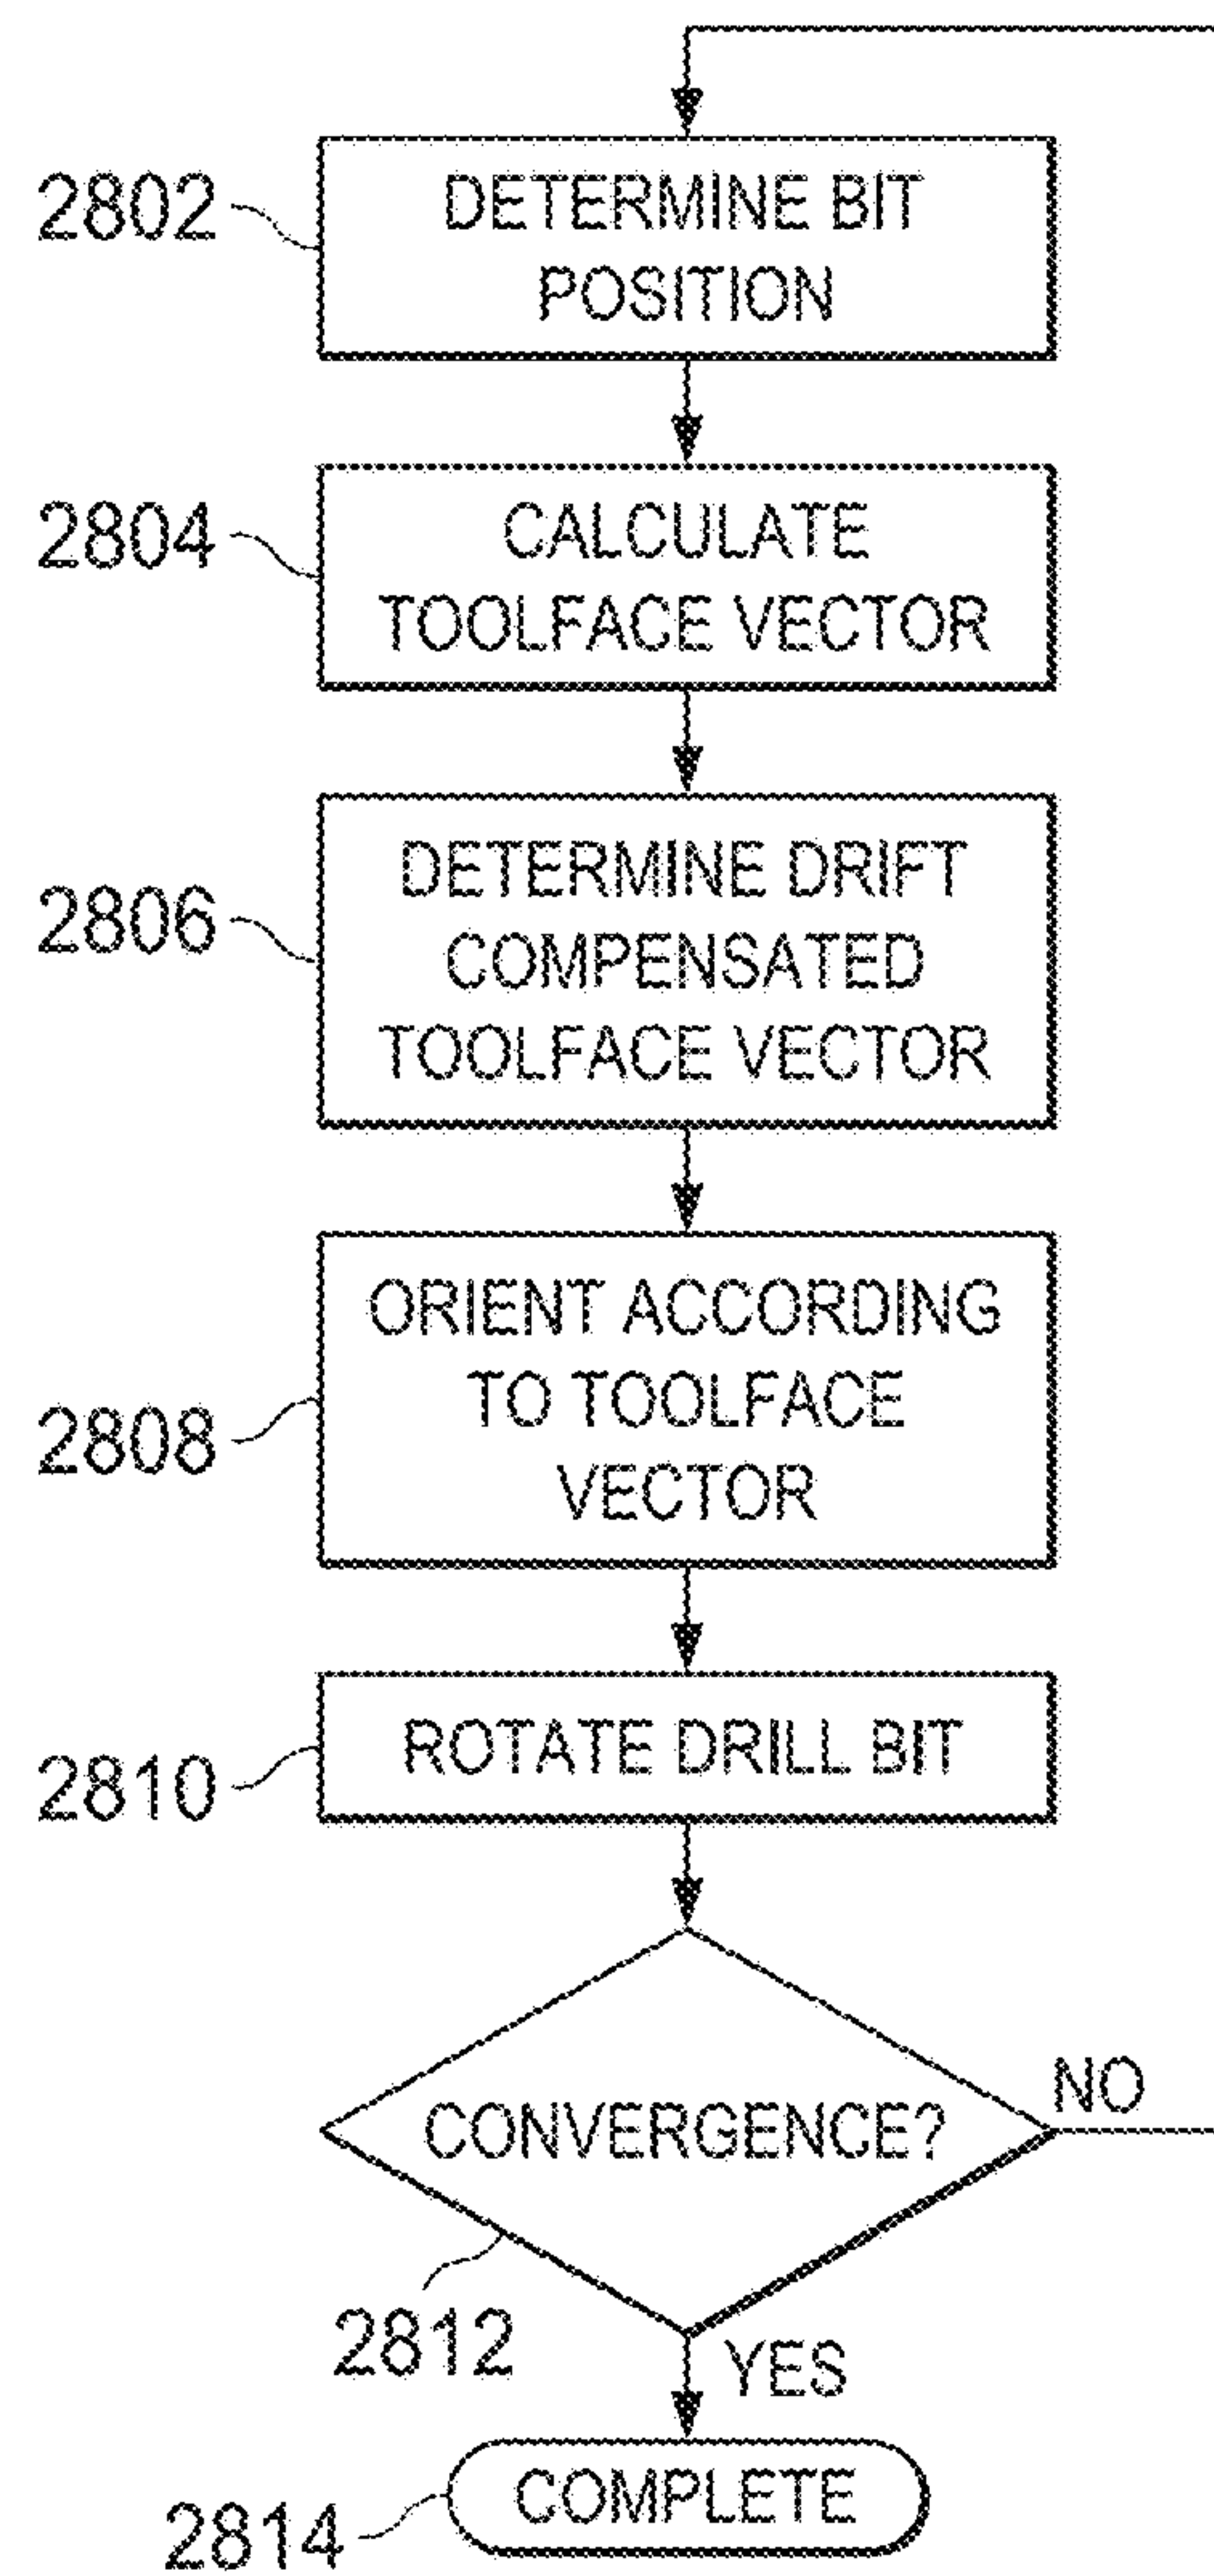 2802
DETERMINE BIT
POSITION
2804
CALCULATE
TOOLFACE VECTOR
2806
DETERMINE DRIFT
COMPENSATED
TOOLFACE VECTOR
2808
ORIENT ACCORDING
TO TOOLFACE
VECTOR
2810
ROTATE DRILL BIT
CONVERGENCE?
NO
2812
YES
COMPLETE
2814